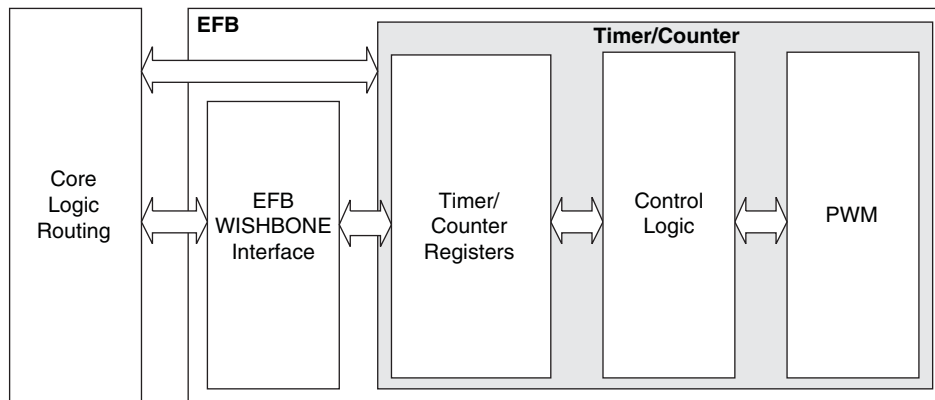 EFB
Timer/Counter
Core
Logic
Routing
EFB
WISHBONE
Interface
Timer/
Counter
Registers
Control
Logic
PWM